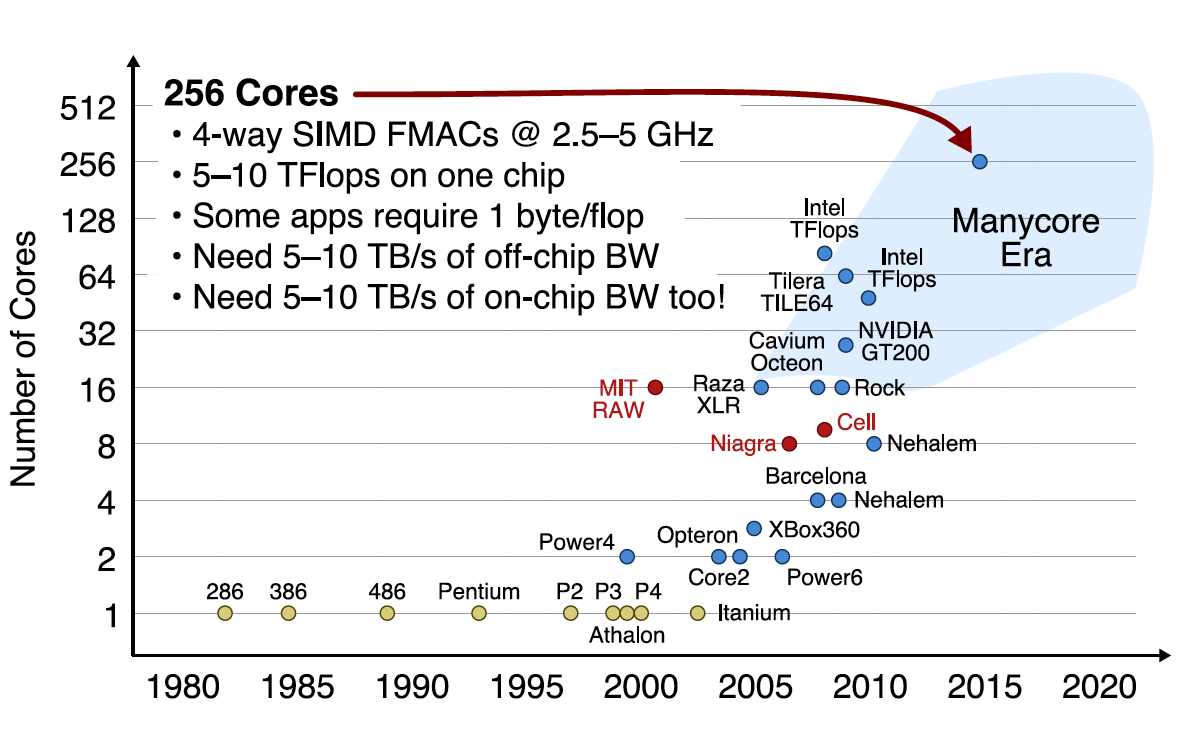 256 Cores
• 4-way SIMD FMACs @ 2.5–5 GHz
• 5–10 TFlops on one chip
• Some apps require 1 byte/flop
• Need 5–10 TB/s of off-chip BW
• Need 5–10 TB/s of on-chip BW too!
Number of Cores
512
256
128
64
32
16
8
4
2
1
Manycore
Era
Intel
TFlops
Intel
TFlops
Tilera
TILE64
NVIDIA
GT200
Cavium
Octeon
MIT
RAW
Raza
XLR
Rock
Cell
Niagra
Nehalem
Barcelona
Nehalem
XBox360
Opteron
Power4
Core2
Power6
286
386
486
Pentium
P2
P3
P4
Athalon
Itanium
1980
1985
1990
1995
2000
2005
2010
2015
2020